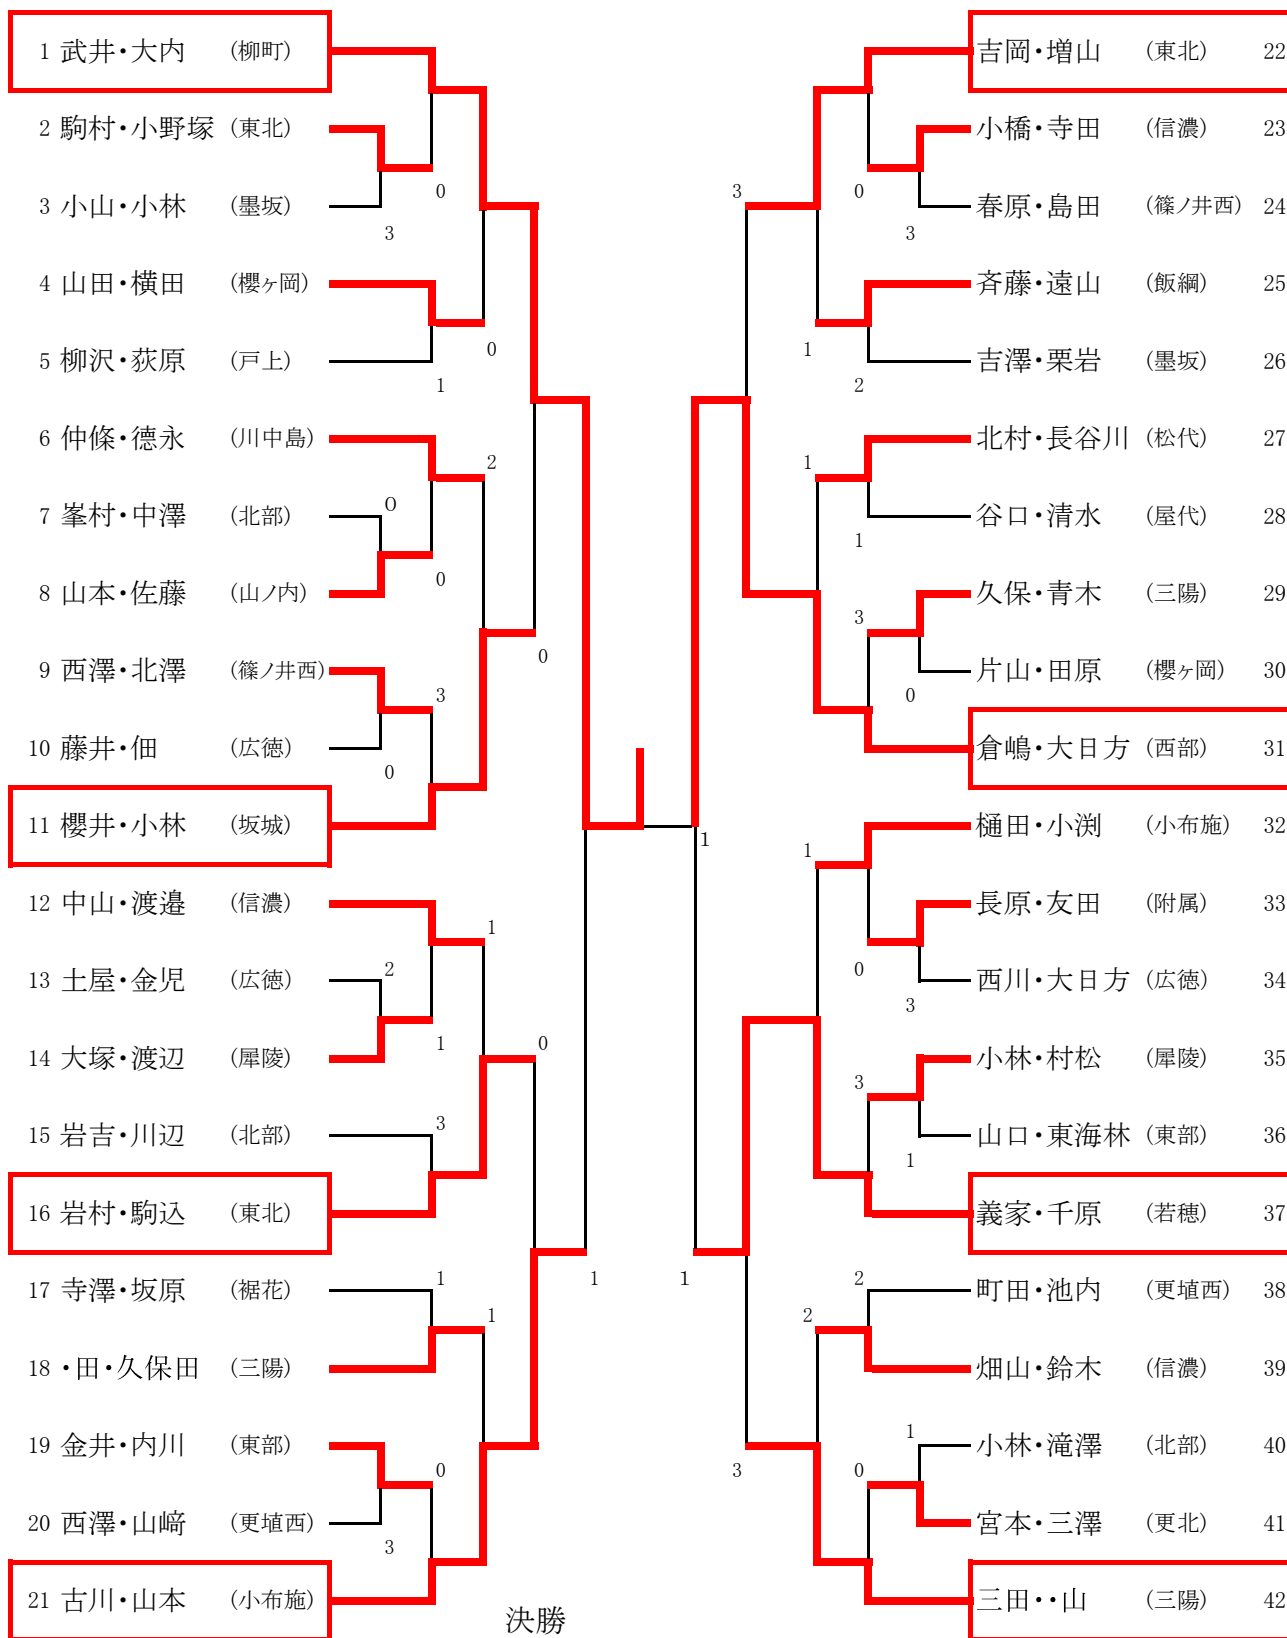 1 武井・大内 (柳町)
2 駒村・小野塚 (東北)
0
3 小山・小林 (墨坂)
3
4 山田・横田 (櫻ヶ岡)
0
5 柳沢・荻原 (戸上)
1
6 仲條・德永 (川中島)
2
7 峯村・中澤 (北部)
0
8 山本・佐藤 (山ノ内)
0
9 西澤・北澤 (篠ノ井西)
3
0
10 藤井・佃 (広徳)
0
11 櫻井・小林 (坂城)
12 中山・渡邉 (信濃)
1
13 土屋・金児 (広徳)
2
14 大塚・渡辺 (犀陵)
1
0
15 岩吉・川辺 (北部)
3
16 岩村・駒込 (東北)
17 寺澤・坂原 (裾花)
1
1
1
18 ・田・久保田 (三陽)
19 金井・内川 (東部)
0
20 西澤・山﨑 (更埴西)
3
21 古川・山本 (小布施)
決勝
1
吉岡・増山 (東北) 22
小橋・寺田 (信濃) 23
3
0
春原・島田 (篠ノ井西) 24
3
斉藤・遠山 (飯綱) 25
1
吉澤・栗岩 (墨坂) 26
2
北村・長谷川 (松代) 27
1
谷口・清水 (屋代) 28
1
久保・青木 (三陽) 29
3
片山・田原 (櫻ヶ岡) 30
0
倉嶋・大日方 (西部) 31
樋田・小渕 (小布施) 32
1
長原・友田 (附属) 33
0
西川・大日方 (広徳) 34
3
小林・村松 (犀陵) 35
3
山口・東海林 (東部) 36
1
義家・千原 (若穂) 37
1
町田・池内 (更埴西) 38
2
2
畑山・鈴木 (信濃) 39
小林・滝澤 (北部) 40
1
3
0
宮本・三澤 (更北) 41
三田・・山 (三陽) 42